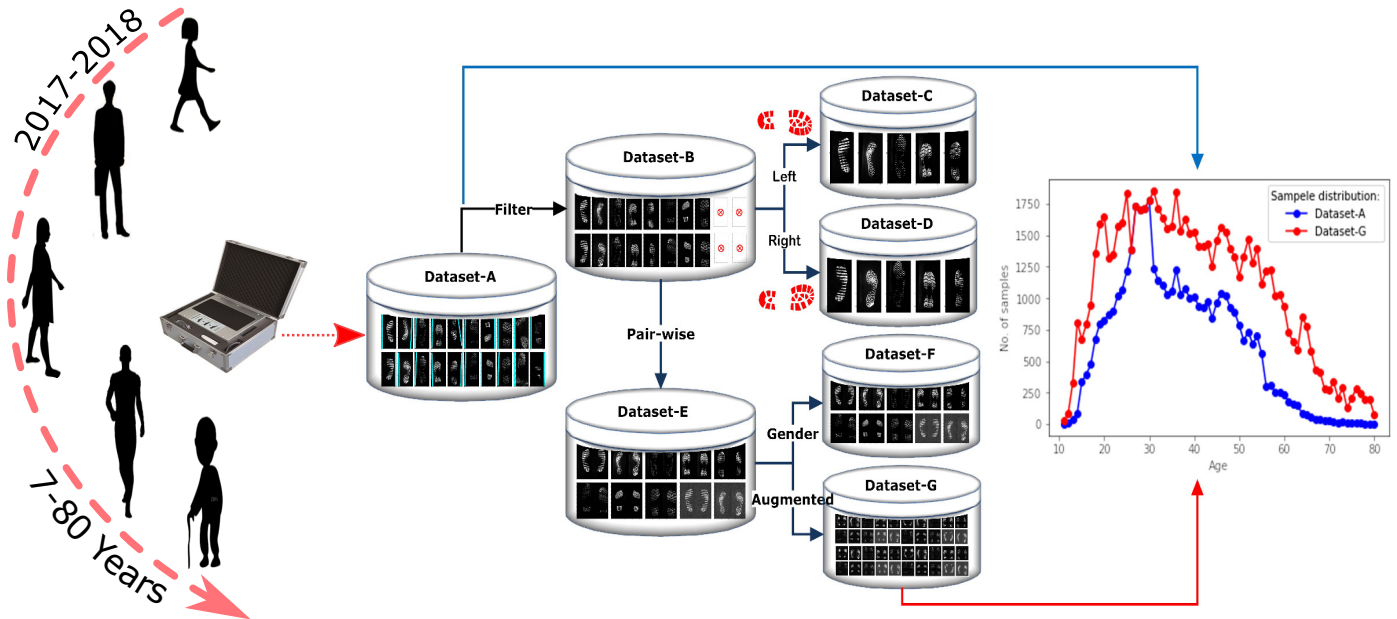 2017-2018
7-80 Years
Dataset-A
Filter
Dataset-B
Pair-wise
Dataset-E
Left
Right
Dataset-C
Dataset-D
Gender
Augmented
Dataset-F
Dataset-G
Sampele distribution:
Dataset-A
Dataset-G
No. of samples
1750
1500
1250
1000
750
500
250
0
10 20 30 40 50 60 70 80
Age